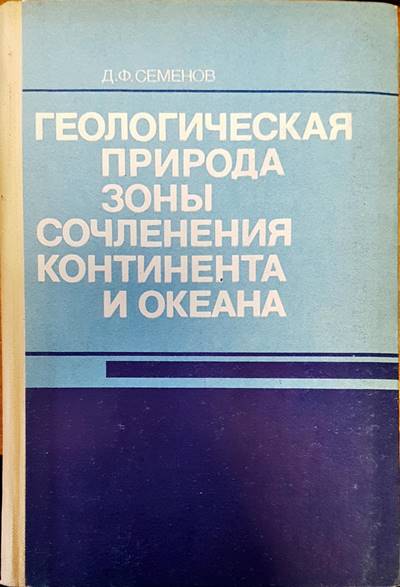 Д.Ф.СЕМЕНОВ
ГЕОЛОГИЧЕСКАЯ
ПРИРОДА
ЗОНЫ
СОЧЛЕНЕНИЯ
КОНТИНЕНТА
И ОКЕАНА